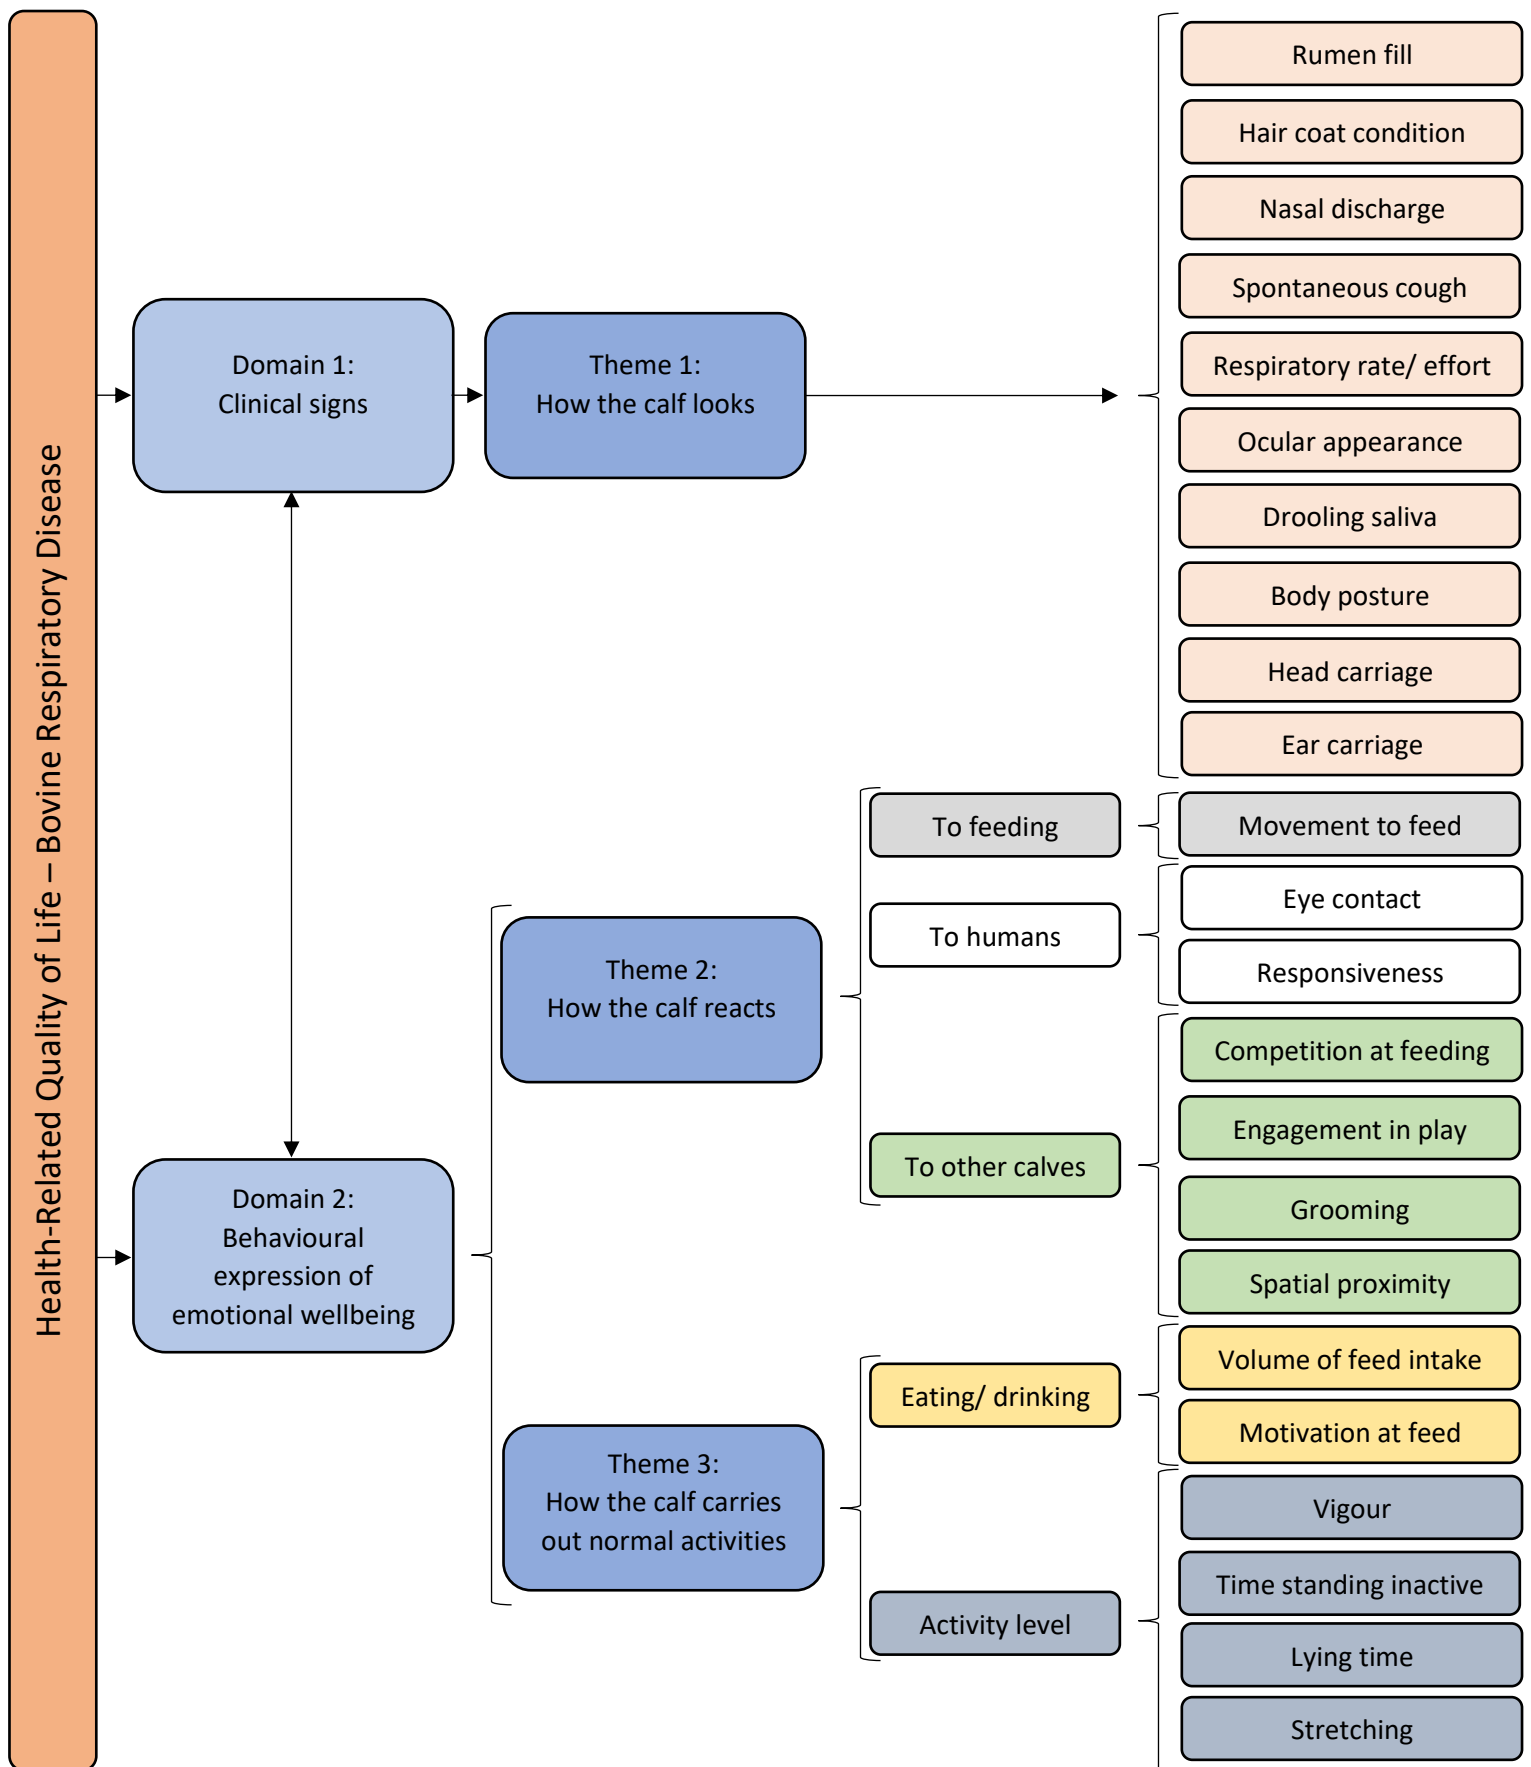 Health-Related Quality of Life – Bovine Respiratory Disease
Domain 1:
Clinical signs
Theme 1:
How the calf looks
Rumen fill
Hair coat condition
Nasal discharge
Spontaneous cough
Respiratory rate/ effort
Ocular appearance
Drooling saliva
Body posture
Head carriage
Ear carriage
Domain 2:
Behavioural
expression of
emotional wellbeing
Theme 2:
How the calf reacts
To feeding
Movement to feed
To humans
Eye contact
Responsiveness
To other calves
Competition at feeding
Engagement in play
Grooming
Spatial proximity
Theme 3:
How the calf carries
out normal activities
Eating/ drinking
Volume of feed intake
Motivation at feed
Activity level
Vigour
Time standing inactive
Lying time
Stretching